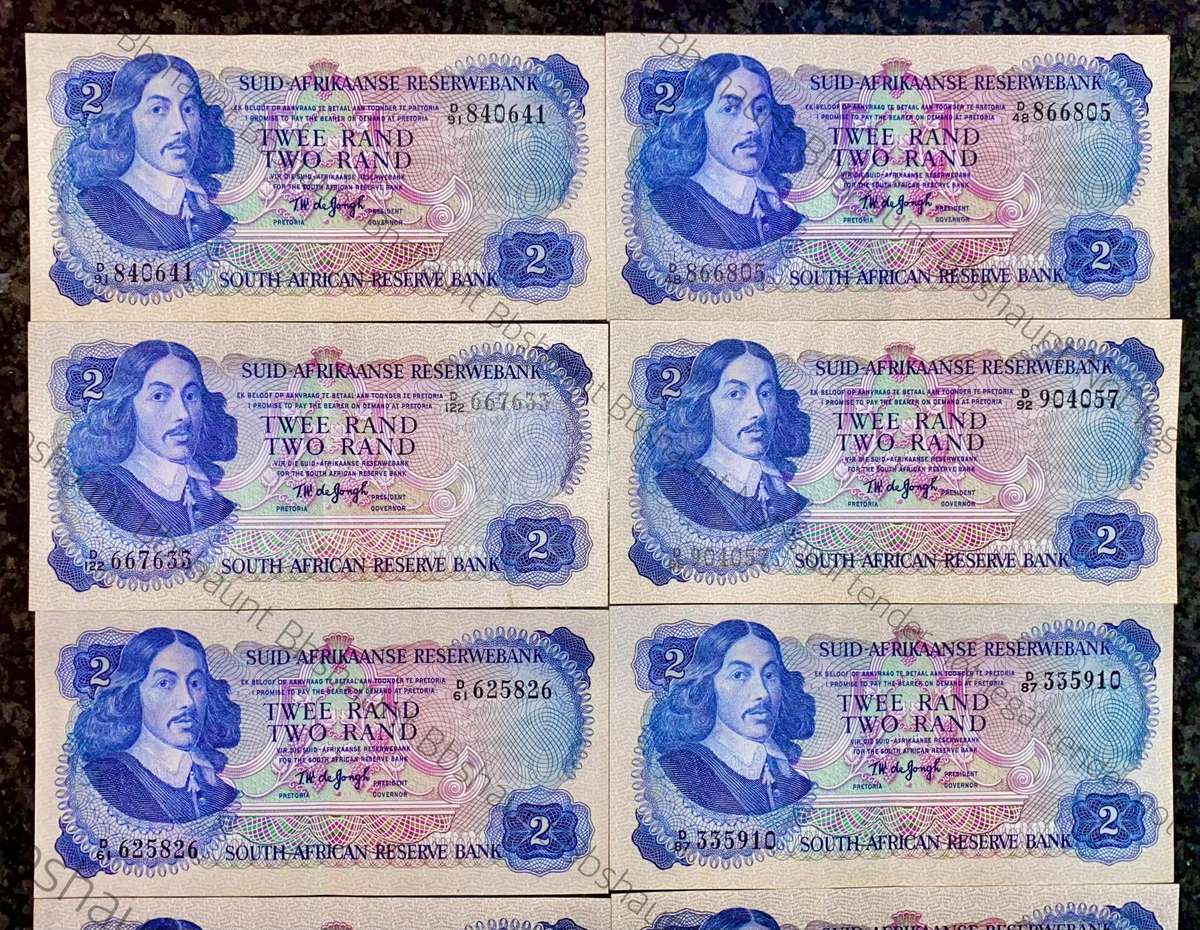 2
SUID-AFRIKAANSE RESERWEBANK
EK BELOOF OP AANVRAAG TE BETAAL AAN TOONDER TE PRETORIA
I PROMISE TO PAY THE BEARER ON DEMAND AT PRETORIA
D/91 840641
TWEE RAND
TWO RAND
VIR DIE SUID-AFRIKAANSE RESERWEBANK
FOR THE SOUTH AFRICAN RESERVE BANK
T.W. de Jongh
PRESIDENT
PRETORIA GOVERNOR
D/91 840641
SOUTH AFRICAN RESERVE BANK
2
2
SUID-AFRIKAANSE RESERWEBANK
EK BELOOF OP AANVRAAG TE BETAAL AAN TOONDER TE PRETORIA
I PROMISE TO PAY THE BEARER ON DEMAND AT PRETORIA
D/48 866805
TWEE RAND
TWO RAND
VIR DIE SUID-AFRIKAANSE RESERWEBANK
FOR THE SOUTH AFRICAN RESERVE BANK
T.W. de Jongh
PRESIDENT
PRETORIA GOVERNOR
D/48 866805
SOUTH AFRICAN RESERVE BANK
2
2
SUID-AFRIKAANSE RESERWEBANK
EK BELOOF OP AANVRAAG TE BETAAL AAN TOONDER TE PRETORIA
I PROMISE TO PAY THE BEARER ON DEMAND AT PRETORIA
D/122 667633
TWEE RAND
TWO RAND
VIR DIE SUID-AFRIKAANSE RESERWEBANK
FOR THE SOUTH AFRICAN RESERVE BANK
T.W. de Jongh
PRESIDENT
PRETORIA GOVERNOR
D/122 667633
SOUTH AFRICAN RESERVE BANK
2
2
SUID-AFRIKAANSE RESERWEBANK
EK BELOOF OP AANVRAAG TE BETAAL AAN TOONDER TE PRETORIA
I PROMISE TO PAY THE BEARER ON DEMAND AT PRETORIA
D/92 904057
TWEE RAND
TWO RAND
VIR DIE SUID-AFRIKAANSE RESERWEBANK
FOR THE SOUTH AFRICAN RESERVE BANK
T.W. de Jongh
PRESIDENT
PRETORIA GOVERNOR
904057
SOUTH AFRICAN RESERVE BANK
2
2
SUID-AFRIKAANSE RESERWEBANK
EK BELOOF OP AANVRAAG TE BETAAL AAN TOONDER TE PRETORIA
I PROMISE TO PAY THE BEARER ON DEMAND AT PRETORIA
D/61 625826
TWEE RAND
TWO RAND
VIR DIE SUID-AFRIKAANSE RESERWEBANK
FOR THE SOUTH AFRICAN RESERVE BANK
T.W. de Jongh
PRESIDENT
PRETORIA GOVERNOR
D/61 625826
SOUTH AFRICAN RESERVE BANK
2
2
SUID-AFRIKAANSE RESERWEBANK
EK BELOOF OP AANVRAAG TE BETAAL AAN TOONDER TE PRETORIA
I PROMISE TO PAY THE BEARER ON DEMAND AT PRETORIA
D/87 335910
TWEE RAND
TWO RAND
VIR DIE SUID-AFRIKAANSE RESERWEBANK
FOR THE SOUTH AFRICAN RESERVE BANK
T.W. de Jongh
PRESIDENT
PRETORIA GOVERNOR
D/87 335910
SOUTH AFRICAN RESERVE BANK
2
Bbshaunt Bbshaunt Bbshaunt